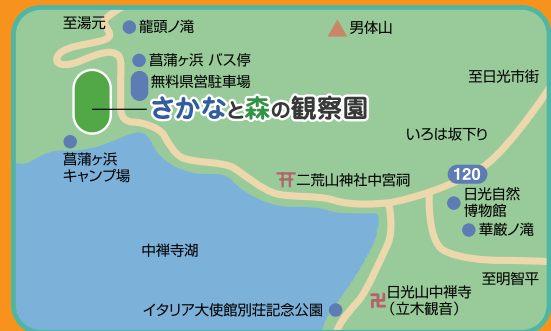 至湯元
龍頭ノ滝
男体山
菖蒲ヶ浜 バス停
無料県営駐車場
至日光市街
さかなと森の観察園
いろは坂下り
菖蒲ヶ浜
キャンプ場
二荒山神社中宮祠
120
日光自然
博物館
華厳ノ滝
中禅寺湖
至明智平
日光山中禅寺
（立木観音）
イタリア大使館別荘記念公園